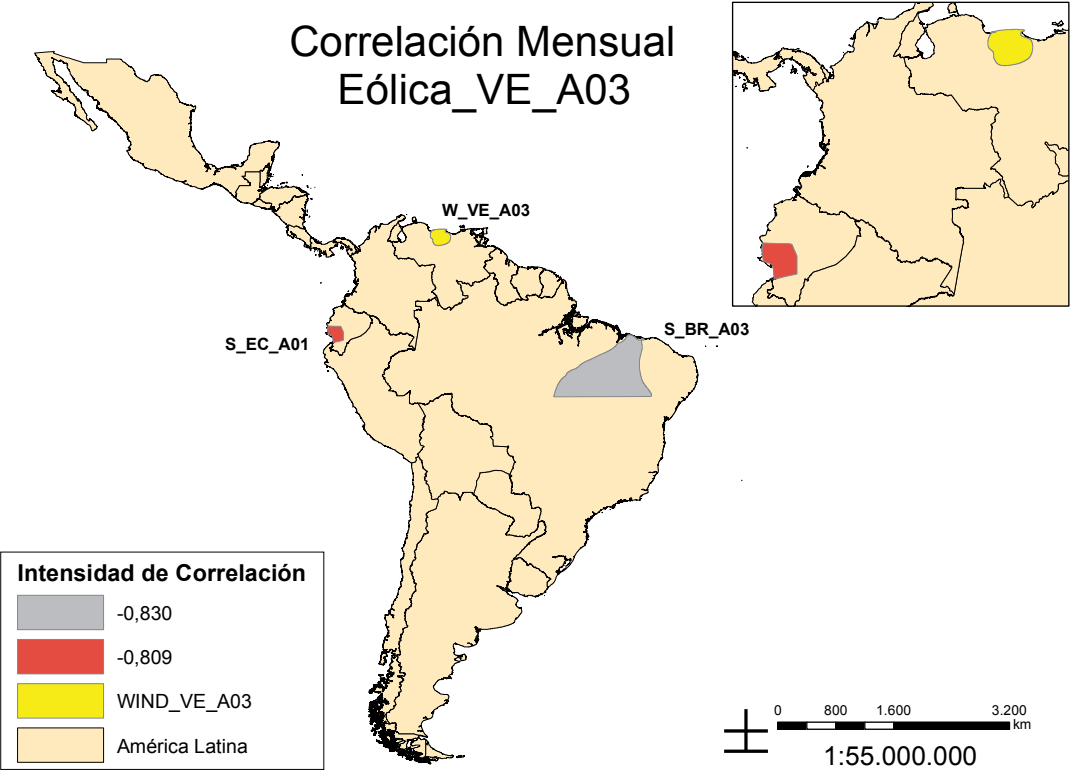 Correlación Mensual
Eólica_VE_A03
W_VE_A03
S_EC_A01
S_BR_A03
Intensidad de Correlación
-0,830
-0,809
WIND_VE_A03
América Latina
0 800 1.600 3.200
km
1:55.000.000